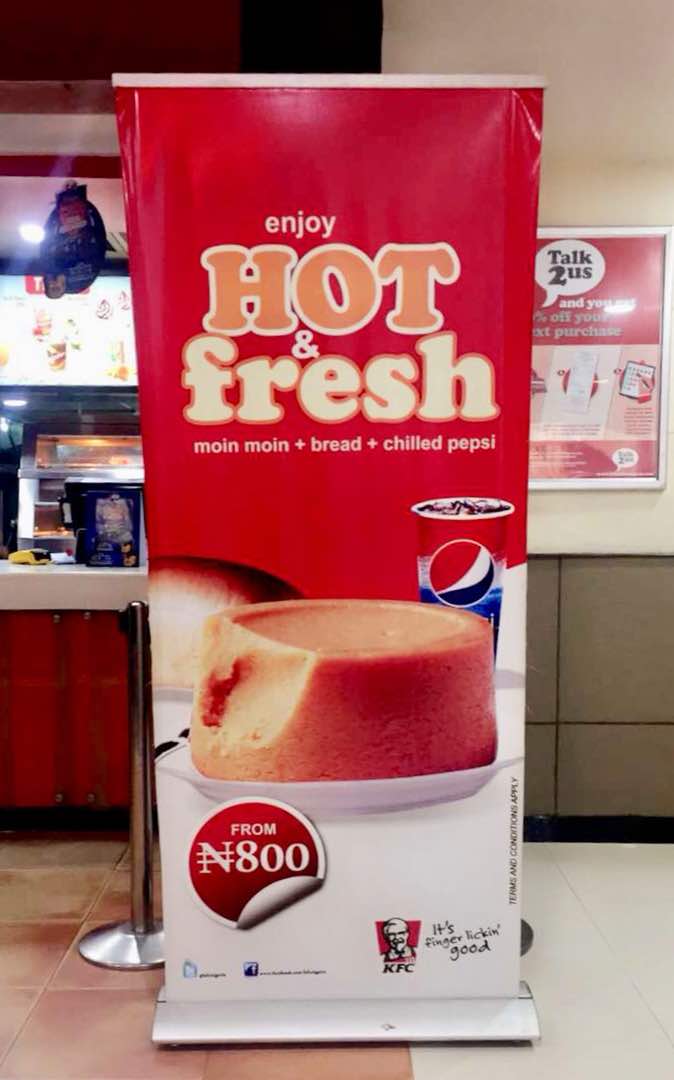 enjoy
HOT
&
fresh
moin moin + bread + chilled pepsi
FROM
₦800
TERMS AND CONDITIONS APPLY
KFC
It's
finger lickin'
good
Talk
2us
and you get
% off your
xt purchase